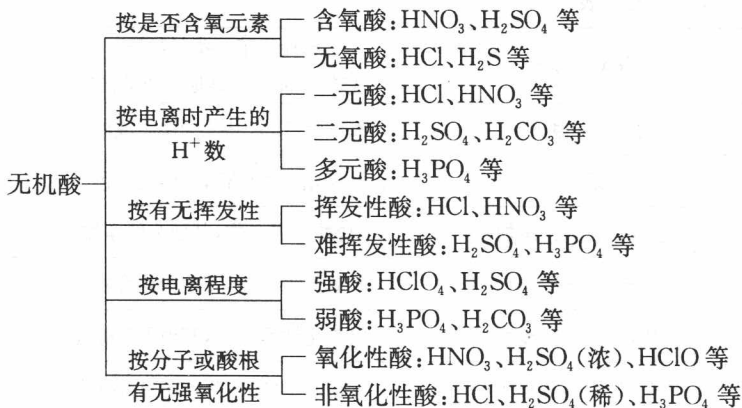 按是否含氧元素
含氧酸:HNO₃、H₂SO₄ 等
无氧酸:HCl、H₂S 等
按电离时产生的
H⁺ 数
一元酸:HCl、HNO₃ 等
二元酸:H₂SO₄、H₂CO₃ 等
多元酸:H₃PO₄ 等
无机酸
按有无挥发性
挥发性酸:HCl、HNO₃ 等
难挥发性酸:H₂SO₄、H₃PO₄ 等
按电离程度
强酸:HClO₄、H₂SO₄ 等
弱酸:H₃PO₄、H₂CO₃ 等
按分子或酸根
有无强氧化性
氧化性酸:HNO₃、H₂SO₄(浓)、HClO 等
非氧化性酸:HCl、H₂SO₄(稀)、H₃PO₄ 等